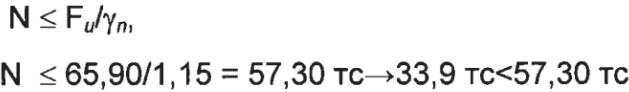 N ≤ Fᵤ/γₙ,
N ≤ 65,90/1,15 = 57,30 тс→33,9 тс<57,30 тс